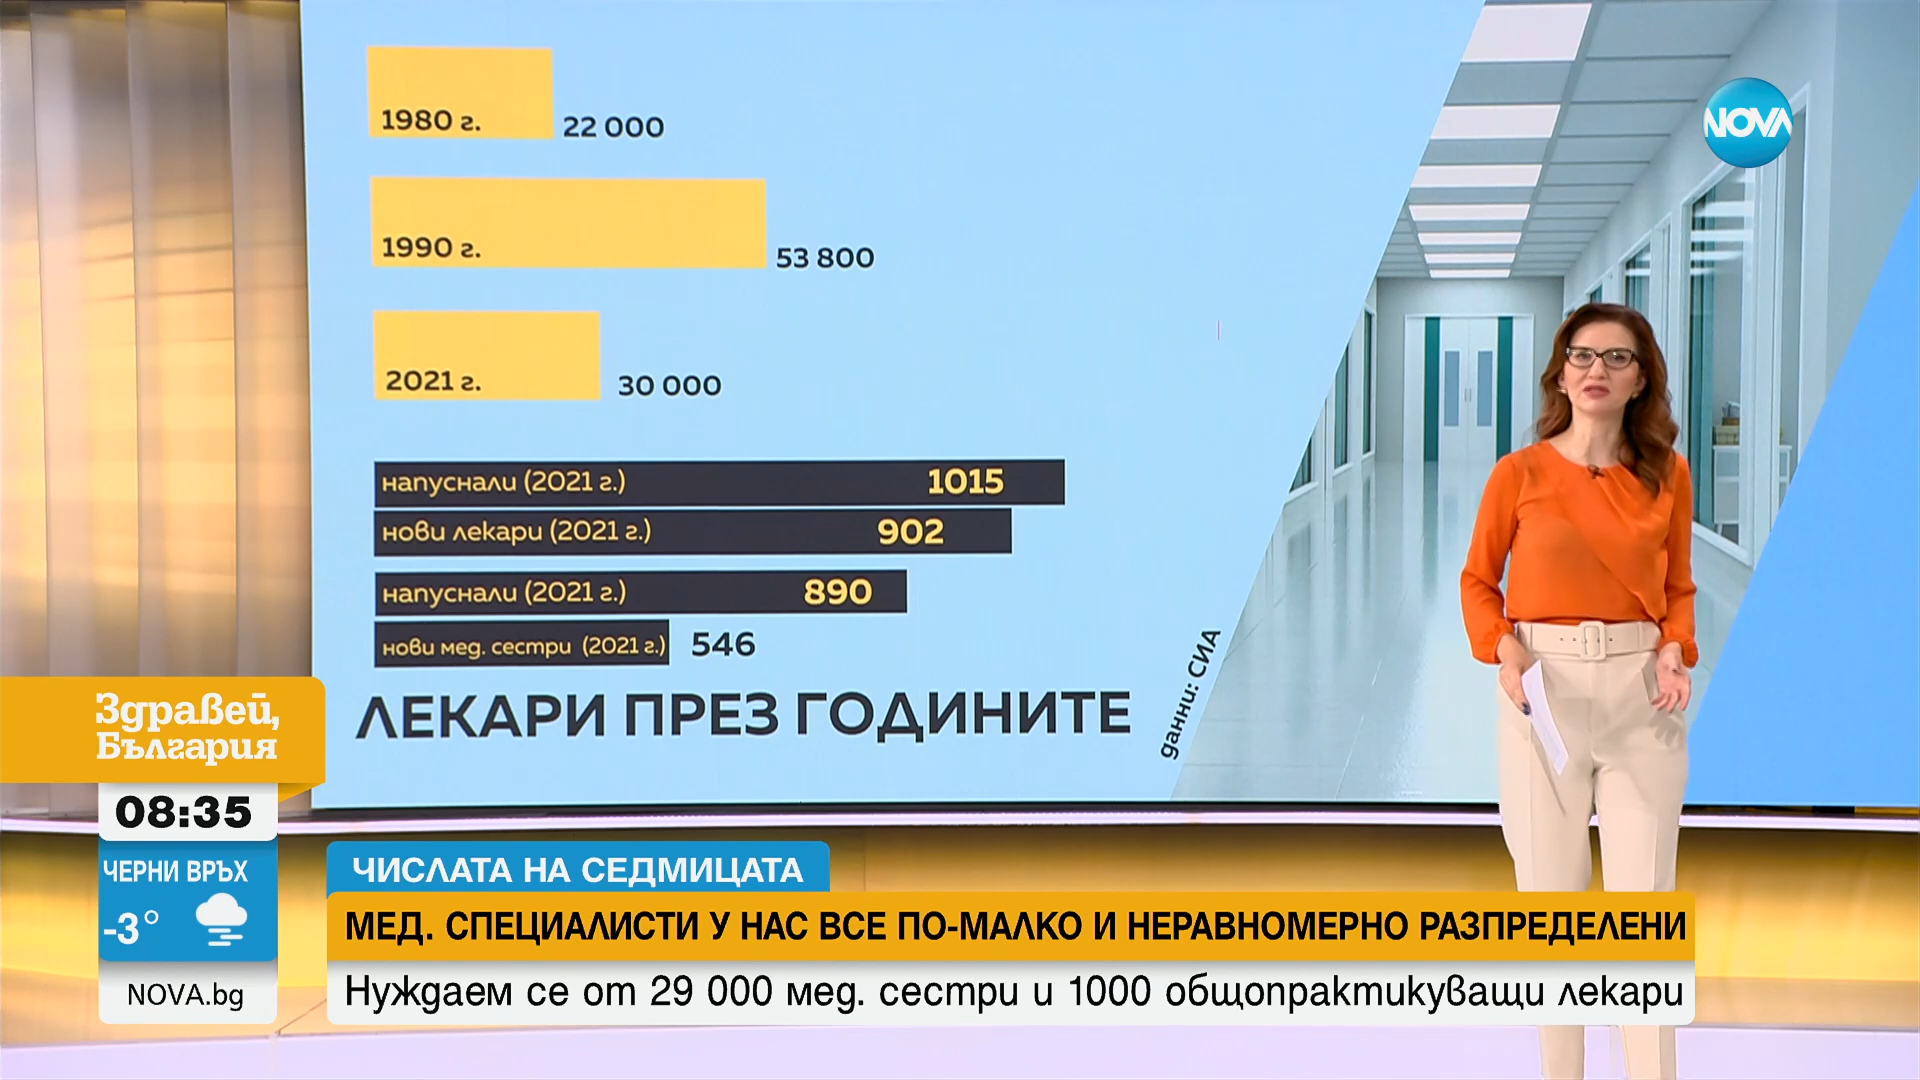 1980 г.
22 000
1990 г.
53 800
2021 г.
30 000
напуснали (2021 г.)
1015
нови лекари (2021 г.)
902
напуснали (2021 г.)
890
нови мед. сестри (2021 г.)
546
ЛЕКАРИ ПРЕЗ ГОДИНИТЕ
данни: СИА
NOVA
Здравей,
България
08:35
ЧЕРНИ ВРЪХ
-3°
NOVA.bg
ЧИСЛАТА НА СЕДМИЦАТА
МЕД. СПЕЦИАЛИСТИ У НАС ВСЕ ПО-МАЛКО И НЕРАВНОМЕРНО РАЗПРЕДЕЛЕНИ
Нуждаем се от 29 000 мед. сестри и 1000 общопрактикуващи лекари